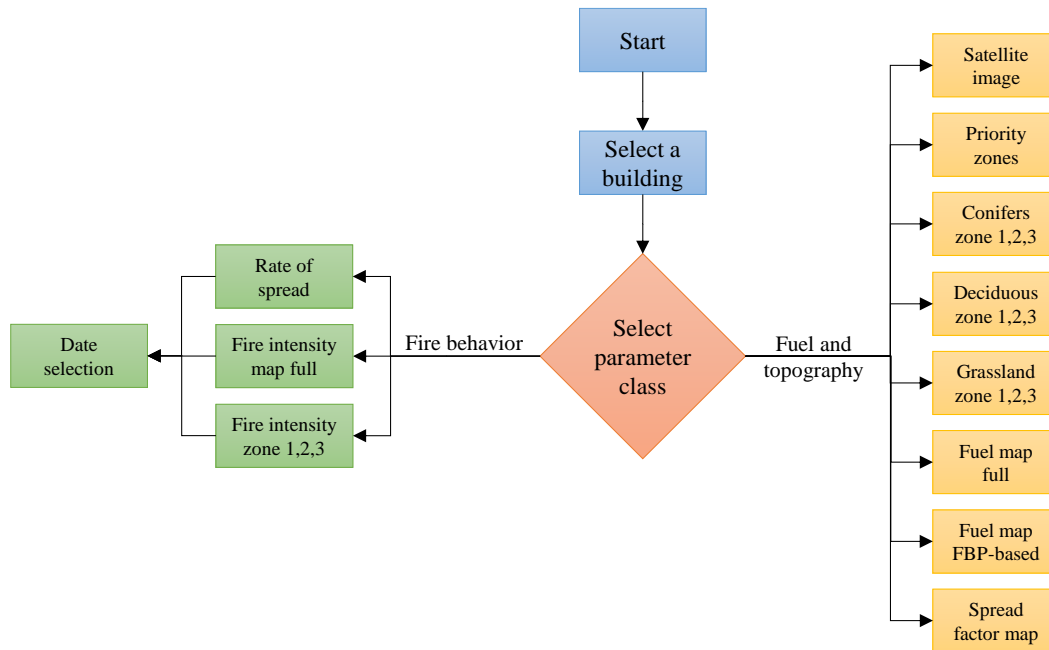 Start
Select a
building
Select
parameter
class
Fire behavior
Rate of
spread
Fire intensity
map full
Fire intensity
zone 1,2,3
Date
selection
Fuel and
topography
Satellite
image
Priority
zones
Conifers
zone 1,2,3
Deciduous
zone 1,2,3
Grassland
zone 1,2,3
Fuel map
full
Fuel map
FBP-based
Spread
factor map